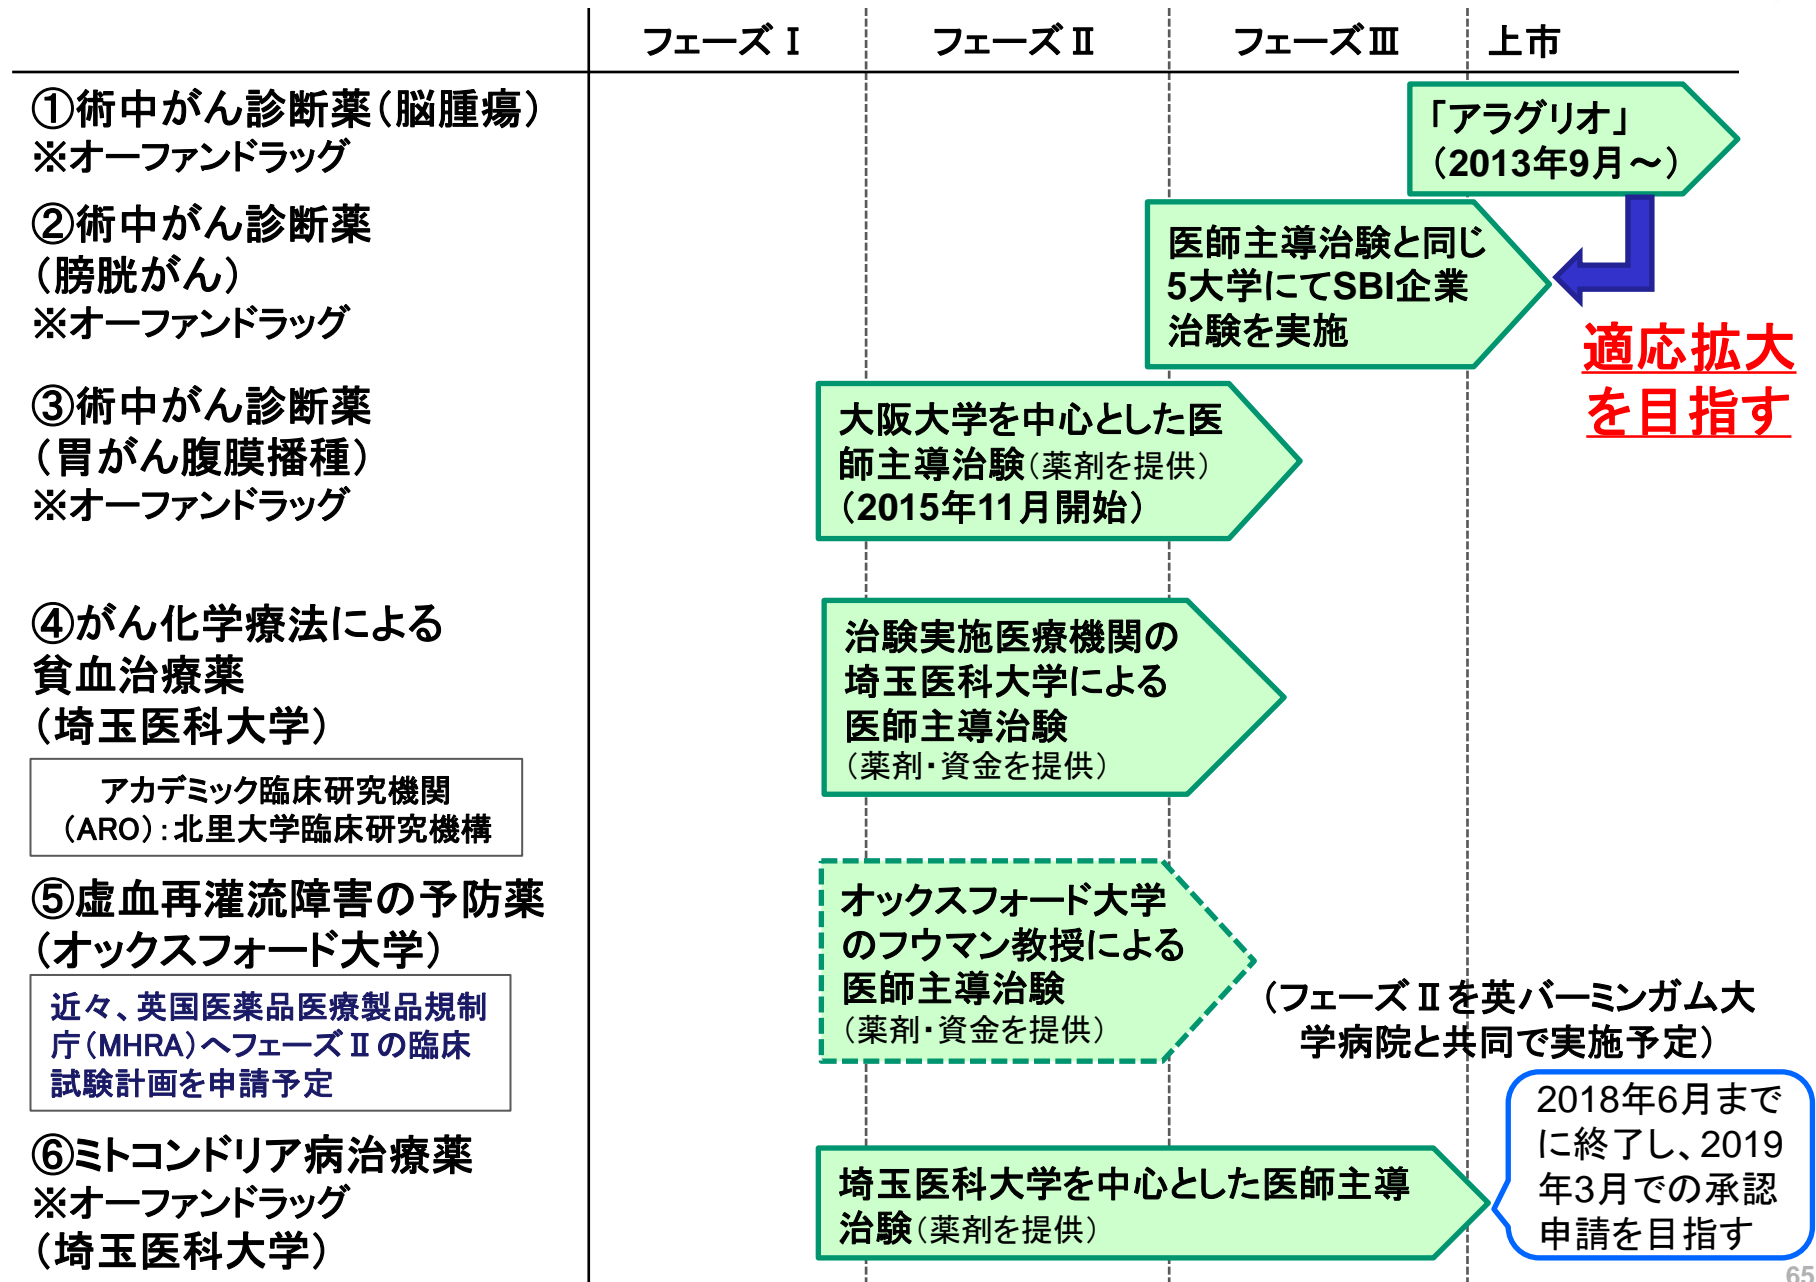 フェーズⅠ
フェーズⅡ
フェーズⅢ
上市
①術中がん診断薬（脳腫瘍）
※オーファンドラッグ
「アラグリオ」
（2013年9月～）
②術中がん診断薬
（膀胱がん）
※オーファンドラッグ
医師主導治験と同じ
5大学にてSBI企業
治験を実施
適応拡大
を目指す
③術中がん診断薬
（胃がん腹膜播種）
※オーファンドラッグ
大阪大学を中心とした医
師主導治験（薬剤を提供）
（2015年11月開始）
④がん化学療法による
貧血治療薬
（埼玉医科大学）
治験実施医療機関の
埼玉医科大学による
医師主導治験
（薬剤・資金を提供）
アカデミック臨床研究機関
（ARO）：北里大学臨床研究機構
⑤虚血再灌流障害の予防薬
（オックスフォード大学）
オックスフォード大学
のフウマン教授による
医師主導治験
（薬剤・資金を提供）
（フェーズⅡを英バーミンガム大
学病院と共同で実施予定）
近々、英国医薬品医療製品規制
庁（MHRA）へフェーズⅡの臨床
試験計画を申請予定
⑥ミトコンドリア病治療薬
※オーファンドラッグ
（埼玉医科大学）
埼玉医科大学を中心とした医師主導
治験（薬剤を提供）
2018年6月まで
に終了し、2019
年3月での承認
申請を目指す
65